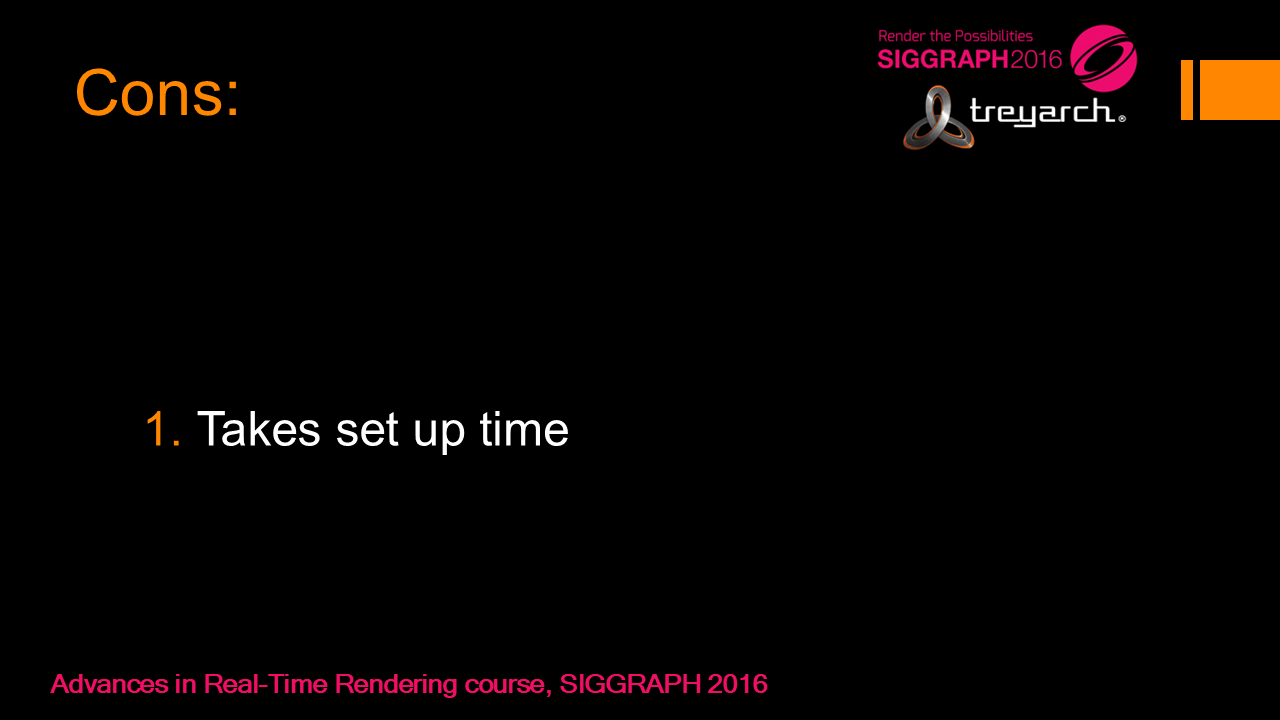 Cons:
Render the Possibilities
SIGGRAPH2016
treyarch®
1. Takes set up time
Advances in Real-Time Rendering course, SIGGRAPH 2016